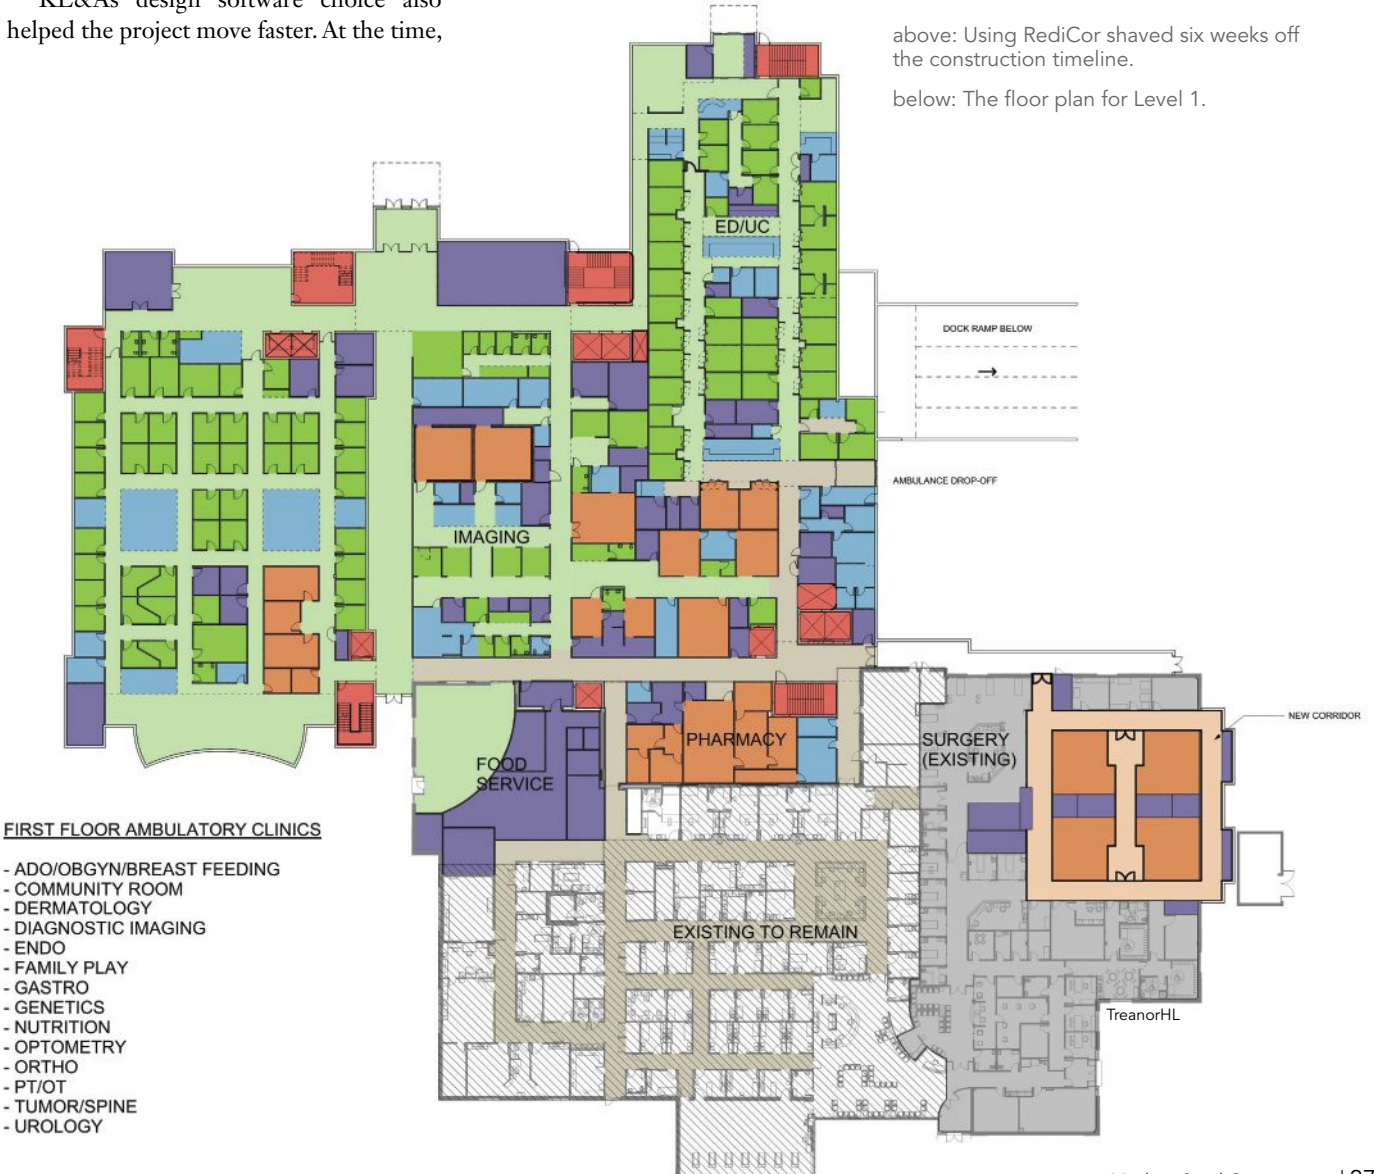 helped the project move faster. At the time,
above: Using RediCor shaved six weeks off
the construction timeline.
below: The floor plan for Level 1.
ED/UC
DOCK RAMP BELOW
AMBULANCE DROP-OFF
IMAGING
NEW CORRIDOR
PHARMACY
SURGERY
(EXISTING)
FOOD
SERVICE
FIRST FLOOR AMBULATORY CLINICS
- ADO/OBGYN/BREAST FEEDING
- COMMUNITY ROOM
- DERMATOLOGY
- DIAGNOSTIC IMAGING
- ENDO
- FAMILY PLAY
- GASTRO
- GENETICS
- NUTRITION
- OPTOMETRY
- ORTHO
- PT/OT
- TUMOR/SPINE
- UROLOGY
EXISTING TO REMAIN
TreanorHL